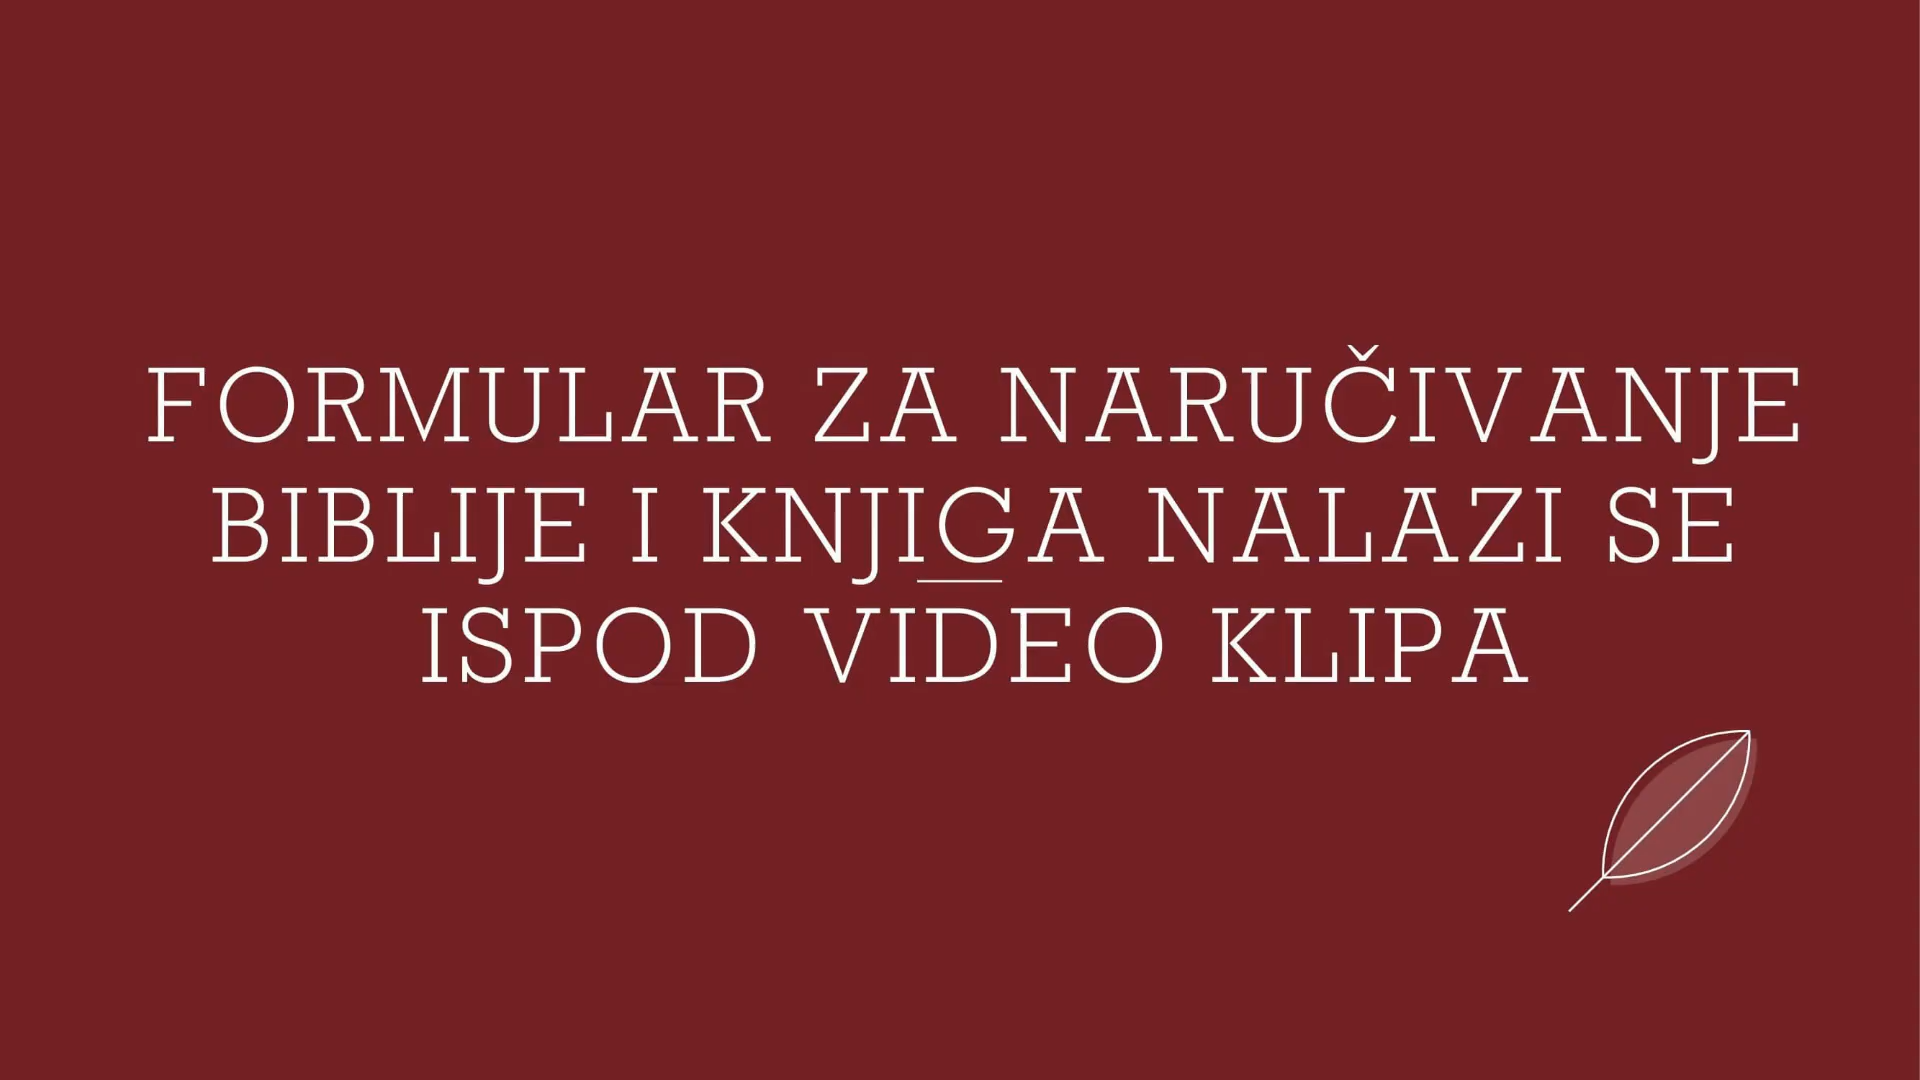 FORMULAR ZA NARUČIVANJE
BIBLIJE I KNJIGA NALAZI SE
ISPOD VIDEO KLIPA